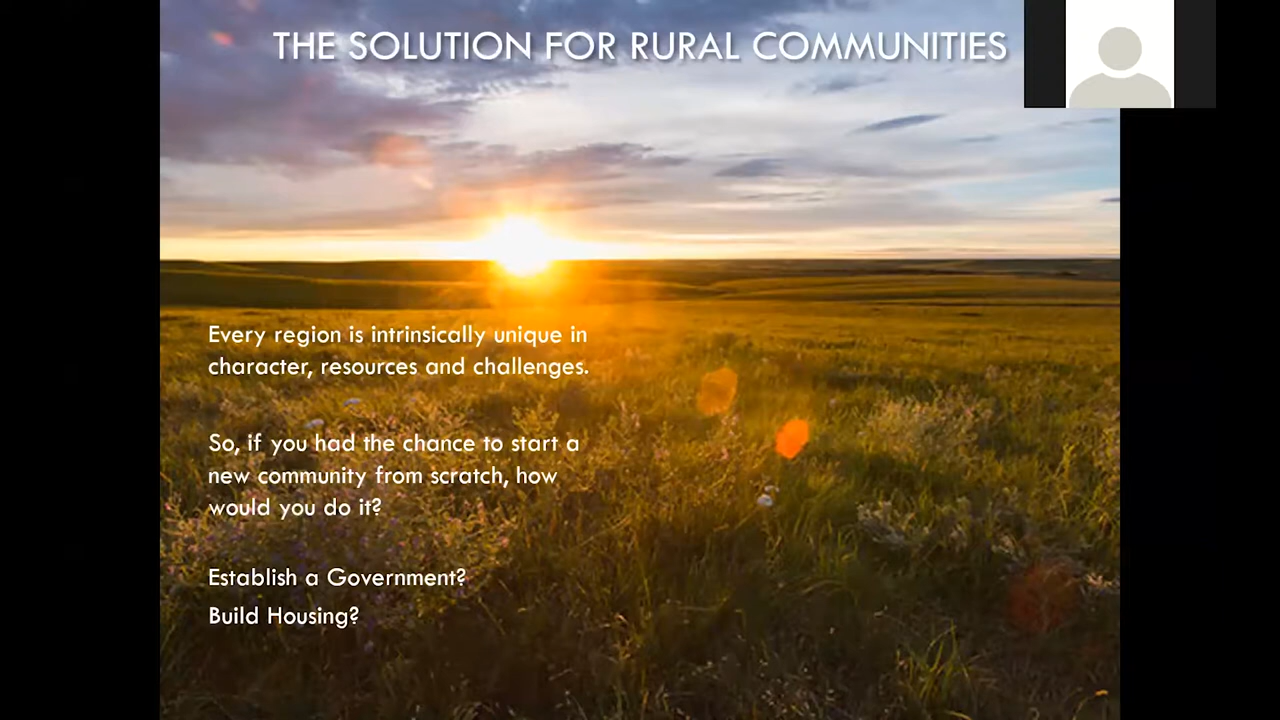 THE SOLUTION FOR RURAL COMMUNITIES
Every region is intrinsically unique in
character, resources and challenges.
So, if you had the chance to start a
new community from scratch, how
would you do it?
Establish a Government?
Build Housing?